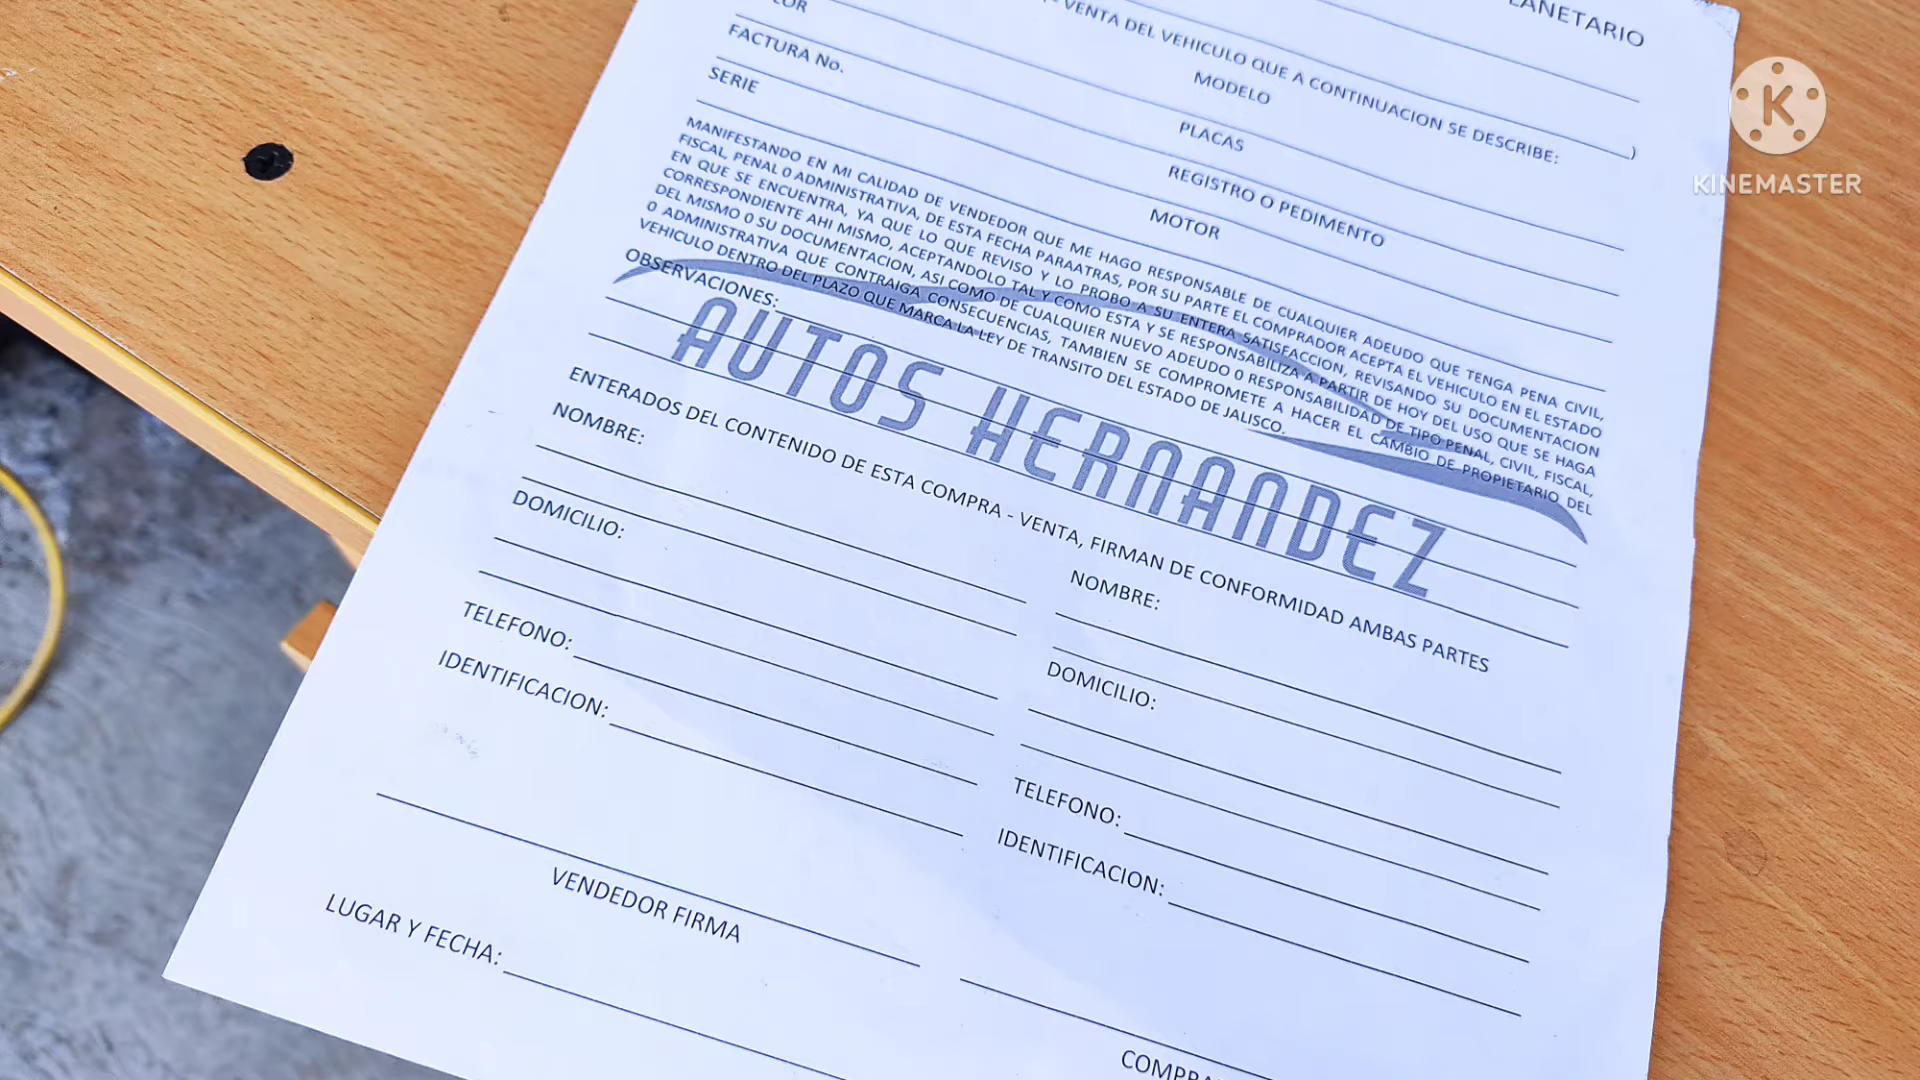 LANETARIO
VENTA DEL VEHICULO QUE A CONTINUACION SE DESCRIBE:
MODELO
)
FACTURA No.
PLACAS
SERIE
REGISTRO O PEDIMENTO
MOTOR
MANIFESTANDO EN MI CALIDAD DE VENDEDOR QUE ME HAGO RESPONSABLE DE CUALQUIER ADEUDO QUE TENGA PENA CIVIL,
FISCAL, PENAL 0 ADMINISTRATIVA, DE ESTA FECHA PARAATRAS, POR SU PARTE EL COMPRADOR ACEPTA EL VEHICULO EN EL ESTADO
EN QUE SE ENCUENTRA, YA QUE LO QUE REVISO Y LO PROBO A SU ENTERA SATISFACCION, REVISANDO SU DOCUMENTACION
CORRESPONDIENTE AHI MISMO, ACEPTANDOLO TAL Y COMO ESTA Y SE RESPONSABILIZA A PARTIR DE HOY DEL USO QUE SE HAGA
DEL MISMO 0 SU DOCUMENTACION, ASI COMO DE CUALQUIER NUEVO ADEUDO 0 RESPONSABILIDAD DE TIPO PENAL, CIVIL, FISCAL,
0 ADMINISTRATIVA QUE CONTRAIGA CONSECUENCIAS, TAMBIEN SE COMPROMETE A HACER EL CAMBIO DE PROPIETARIO DEL
VEHICULO DENTRO DEL PLAZO QUE MARCA LA LEY DE TRANSITO DEL ESTADO DE JALISCO.
OBSERVACIONES:
AUTOS HERNANDEZ
ENTERADOS DEL CONTENIDO DE ESTA COMPRA - VENTA, FIRMAN DE CONFORMIDAD AMBAS PARTES
NOMBRE:
NOMBRE:
DOMICILIO:
DOMICILIO:
TELEFONO:
TELEFONO:
IDENTIFICACION:
IDENTIFICACION:
VENDEDOR FIRMA
LUGAR Y FECHA:
K
KINEMASTER